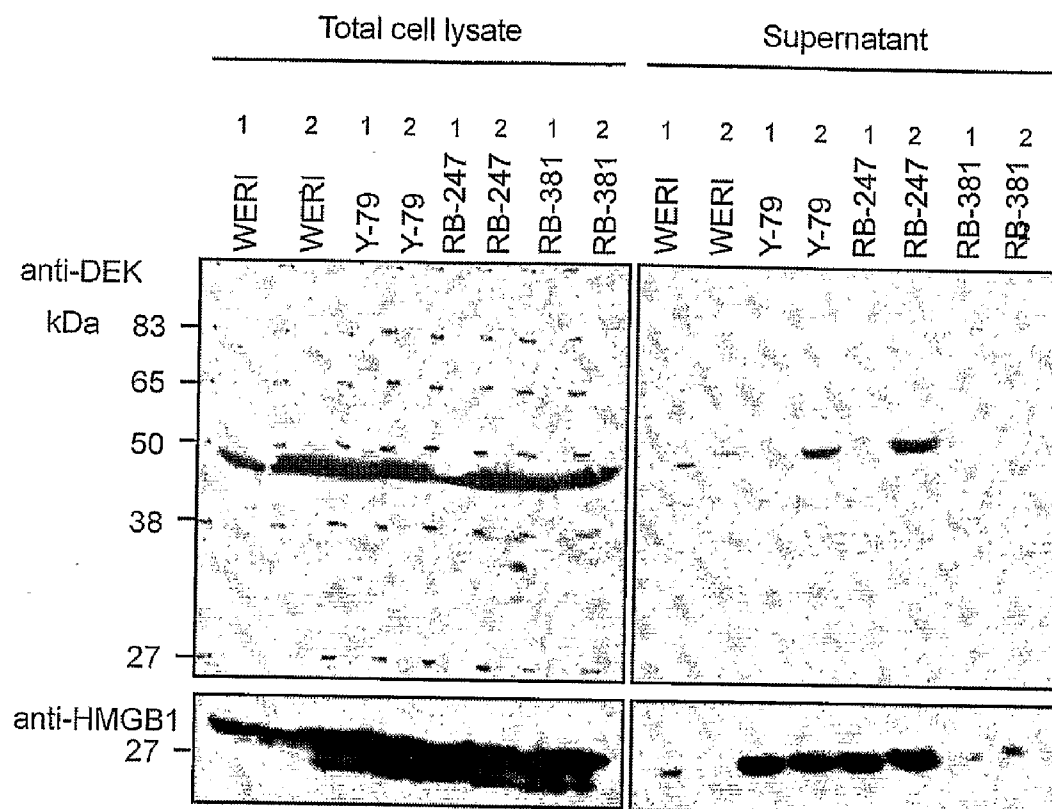 Total cell lysate Supernatant
1 2 1 2 1 2 1 2 1 2 1 2 1 2 1 2
WERI WERI Y-79 Y-79 RB-247 RB-247 RB-381 RB-381 WERI WERI Y-79 Y-79 RB-247 RB-247 RB-381 RB-381
anti-DEK
kDa 83
65
50
38
27
anti-HMGB1
27